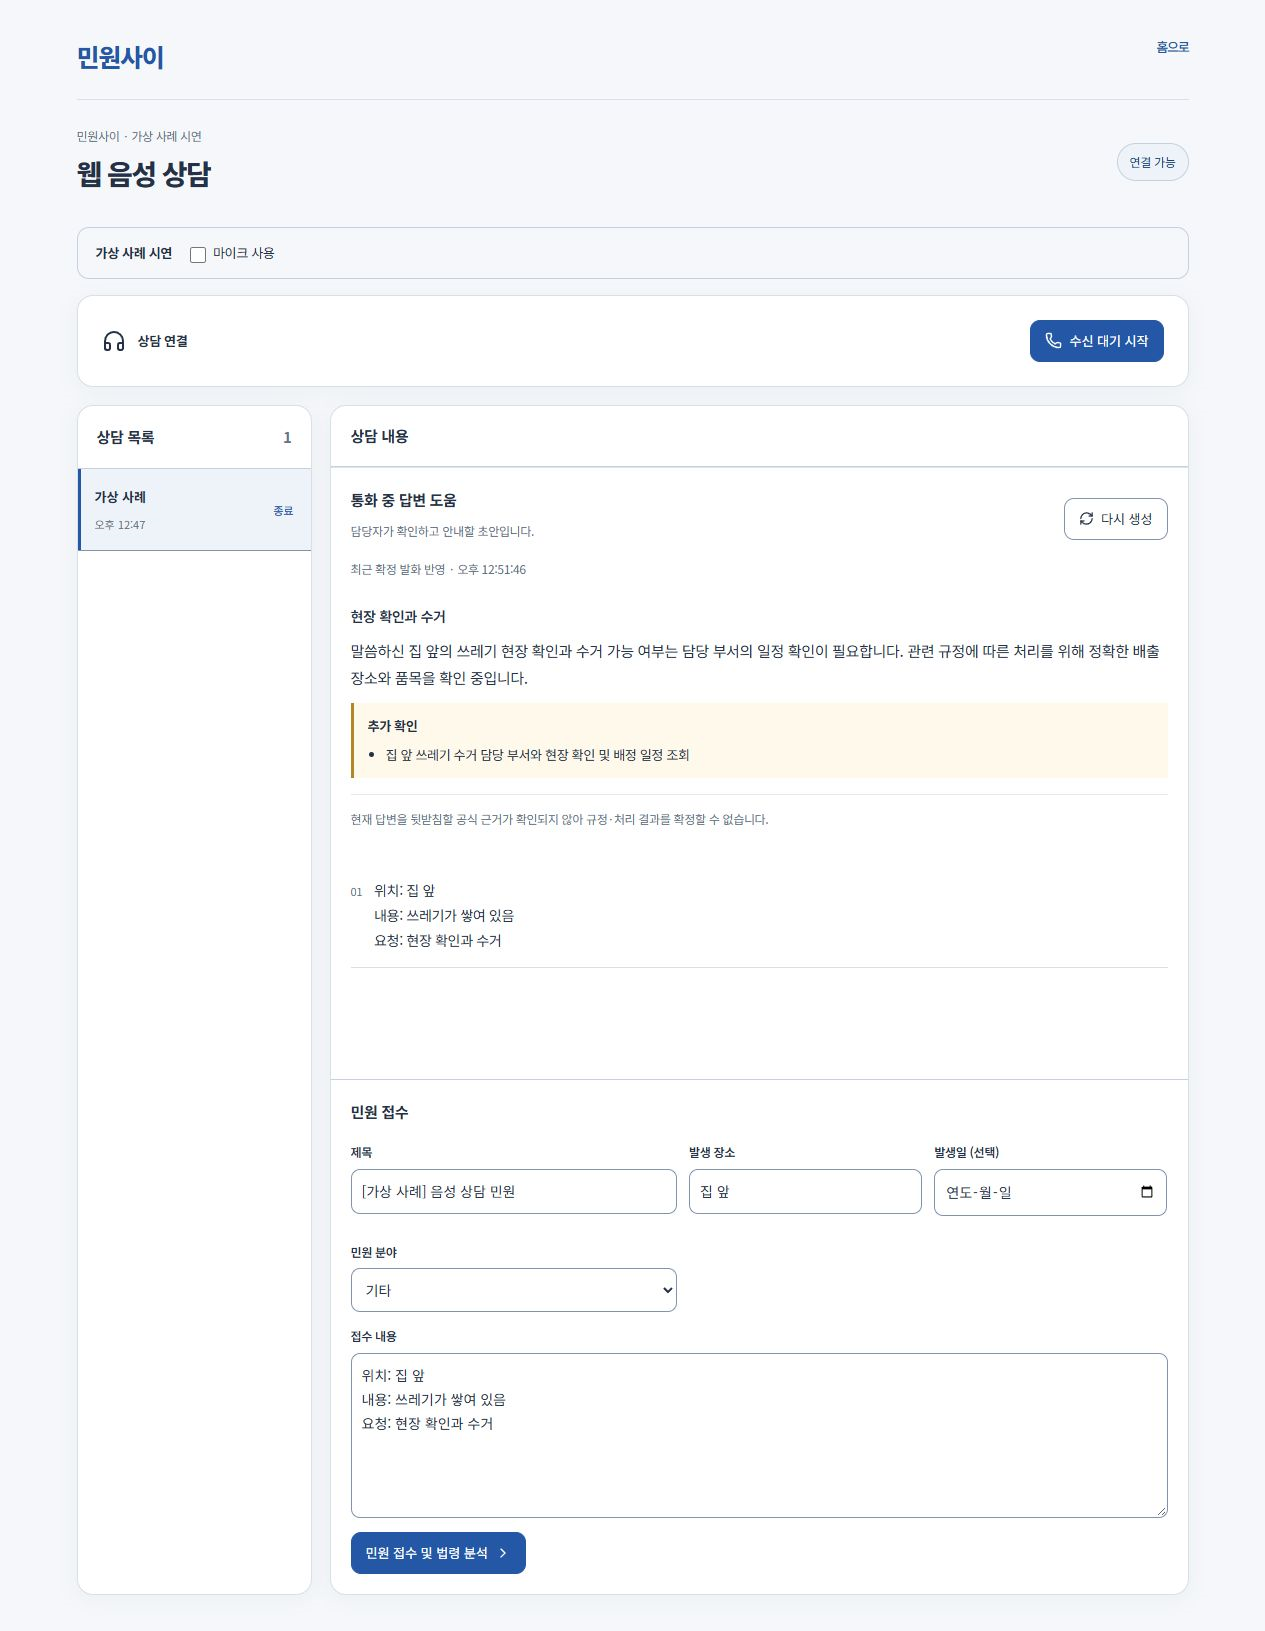 민원사이
홈으로
민원사이 · 가상 사례 시연
웹 음성 상담
연결 가능
가상 사례 시연
마이크 사용
상담 연결
수신 대기 시작
상담 목록
1
가상 사례
오후 12:47
종료
상담 내용
통화 중 답변 도움
담당자가 확인하고 안내할 초안입니다.
다시 생성
최근 확정 발화 반영 · 오후 12:51:46
현장 확인과 수거
말씀하신 집 앞의 쓰레기 현장 확인과 수거 가능 여부는 담당 부서의 일정 확인이 필요합니다. 관련 규정에 따른 처리를 위해 정확한 배출
장소와 품목을 확인 중입니다.
추가 확인
• 집 앞 쓰레기 수거 담당 부서와 현장 확인 및 배정 일정 조회
현재 답변을 뒷받침할 공식 근거가 확인되지 않아 규정·처리 결과를 확정할 수 없습니다.
01 위치: 집 앞
내용: 쓰레기가 쌓여 있음
요청: 현장 확인과 수거
민원 접수
제목
발생 장소
발생일 (선택)
[가상 사례] 음성 상담 민원
집 앞
연도-월-일
민원 분야
기타
접수 내용
위치: 집 앞
내용: 쓰레기가 쌓여 있음
요청: 현장 확인과 수거
민원 접수 및 법령 분석